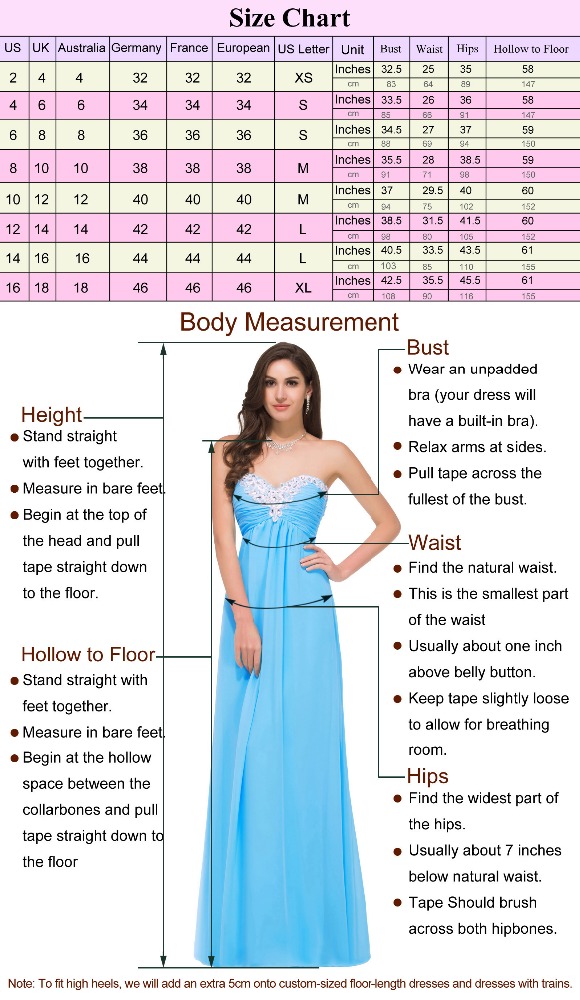 Size Chart
US UK Australia Germany France European US Letter Unit Bust Waist Hips Hollow to Floor
2 4 4 32 32 32 XS Inches 32.5 25 35 58
cm 83 64 89 147
4 6 6 34 34 34 S Inches 33.5 26 36 58
cm 85 66 91 147
6 8 8 36 36 36 S Inches 34.5 27 37 59
cm 88 69 94 150
8 10 10 38 38 38 M Inches 35.5 28 38.5 59
cm 91 71 98 150
10 12 12 40 40 40 M Inches 37 29.5 40 60
cm 94 75 102 152
12 14 14 42 42 42 L Inches 38.5 31.5 41.5 60
cm 98 80 105 152
14 16 16 44 44 44 L Inches 40.5 33.5 43.5 61
cm 103 85 110 155
16 18 18 46 46 46 XL Inches 42.5 35.5 45.5 61
cm 108 90 116 155
Body Measurement
Height
Stand straight
with feet together.
Measure in bare feet.
Begin at the top of
the head and pull
tape straight down
to the floor.
Hollow to Floor
Stand straight with
feet together.
Measure in bare feet.
Begin at the hollow
space between the
collarbones and pull
tape straight down to
the floor
Bust
Wear an unpadded
bra (your dress will
have a built-in bra).
Relax arms at sides.
Pull tape across the
fullest of the bust.
Waist
Find the natural waist.
This is the smallest part
of the waist
Usually about one inch
above belly button.
Keep tape slightly loose
to allow for breathing
room.
Hips
Find the widest part of
the hips.
Usually about 7 inches
below natural waist.
Tape Should brush
across both hipbones.
Note: To fit high heels, we will add an extra 5cm onto custom-sized floor-length dresses and dresses with trains.